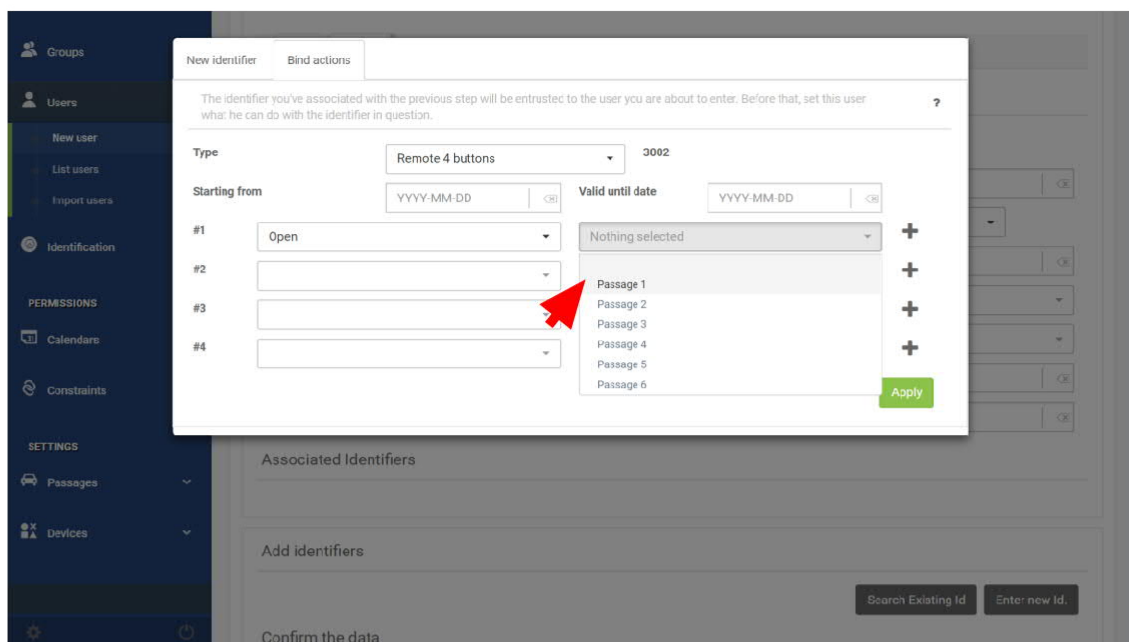 Groups
Users
New user
List users
Import users
Identification
PERMISSIONS
Calendars
Constraints
SETTINGS
Passages
Devices
New identifier
Bind actions
The identifier you've associated with the previous step will be entrusted to the user you are about to enter. Before that, set this user
what he can do with the identifier in question.
?
Type
Remote 4 buttons
3002
Starting from
YYYY-MM-DD
Valid until date
YYYY-MM-DD
#1
Open
Nothing selected
#2
#3
#4
Passage 1
Passage 2
Passage 3
Passage 4
Passage 5
Passage 6
Apply
Associated Identifiers
Add identifiers
Search Existing Id
Enter new Id.
Confirm the data